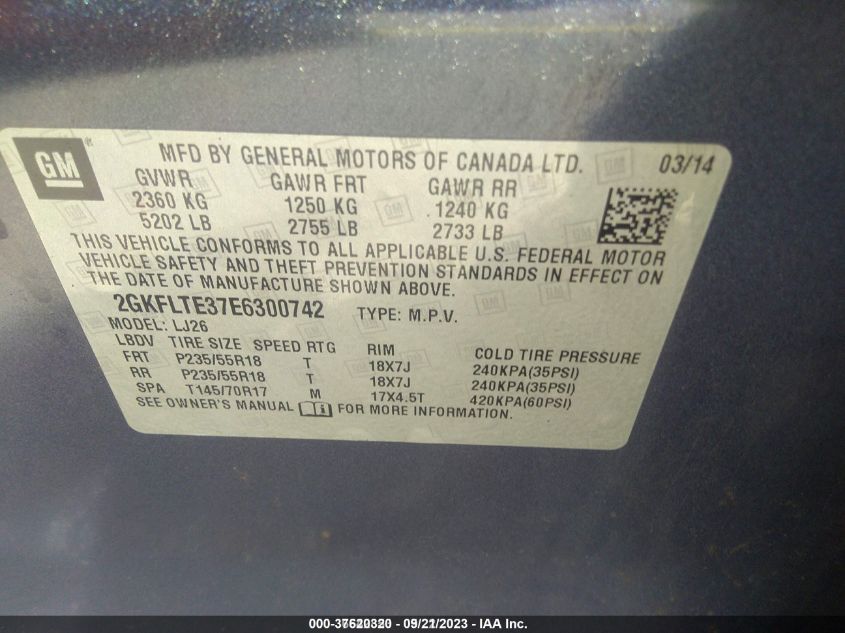 GM
MFD BY GENERAL MOTORS OF CANADA LTD. 03/14
GVWR GAWR FRT GAWR RR
2360 KG 1250 KG 1240 KG
5202 LB 2755 LB 2733 LB
THIS VEHICLE CONFORMS TO ALL APPLICABLE U.S. FEDERAL MOTOR
VEHICLE SAFETY AND THEFT PREVENTION STANDARDS IN EFFECT ON
THE DATE OF MANUFACTURE SHOWN ABOVE.
2GKFLTE37E6300742 TYPE: M.P.V.
MODEL: LJ26
LBDV TIRE SIZE SPEED RTG RIM COLD TIRE PRESSURE
FRT P235/55R18 T 18X7J 240KPA(35PSI)
RR P235/55R18 T 18X7J 240KPA(35PSI)
SPA T145/70R17 M 17X4.5T 420KPA(60PSI)
SEE OWNER'S MANUAL FOR MORE INFORMATION.
000-37620320 - 09/21/2023 - IAA Inc.